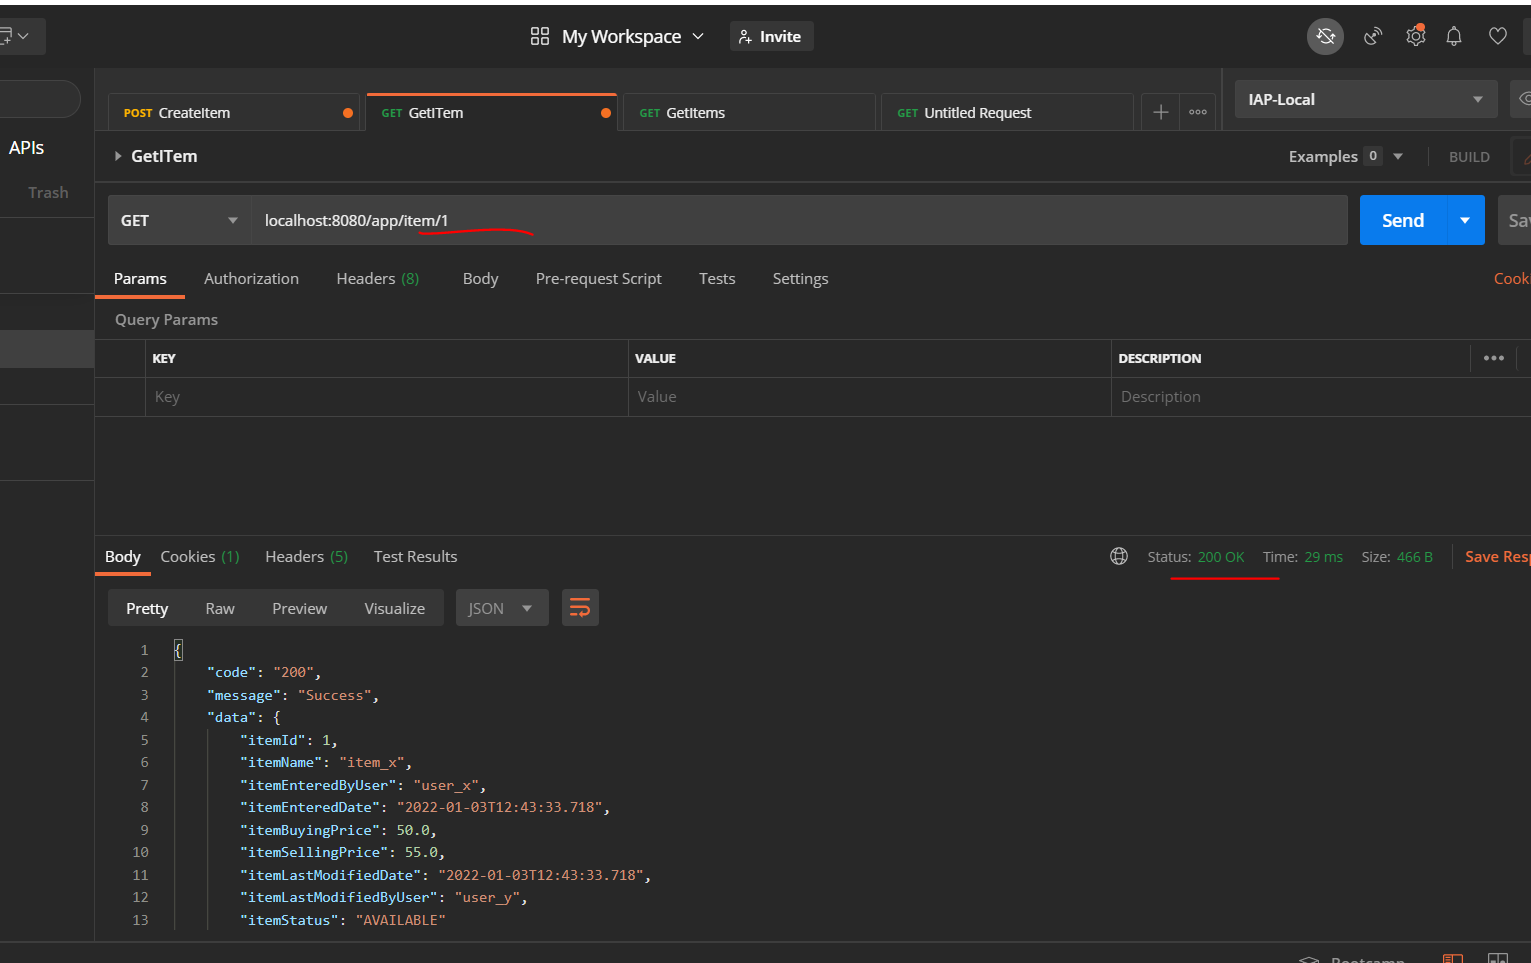 My Workspace Invite
POST CreateItem GET GetITem GET GetItems GET Untitled Request IAP-Local
APIs
GetITem Examples 0 BUILD
Trash
GET localhost:8080/app/item/1 Send
Params Authorization Headers (8) Body Pre-request Script Tests Settings
Query Params
KEY VALUE DESCRIPTION
Key Value Description
Body Cookies (1) Headers (5) Test Results Status: 200 OK Time: 29 ms Size: 466 B Save
Pretty Raw Preview Visualize JSON
1 {
2 "code": "200",
3 "message": "Success",
4 "data": {
5 "itemId": 1,
6 "itemName": "item_x",
7 "itemEnteredByUser": "user_x",
8 "itemEnteredDate": "2022-01-03T12:43:33.718",
9 "itemBuyingPrice": 50.0,
10 "itemSellingPrice": 55.0,
11 "itemLastModifiedDate": "2022-01-03T12:43:33.718",
12 "itemLastModifiedByUser": "user_y",
13 "itemStatus": "AVAILABLE"
Bootcamp